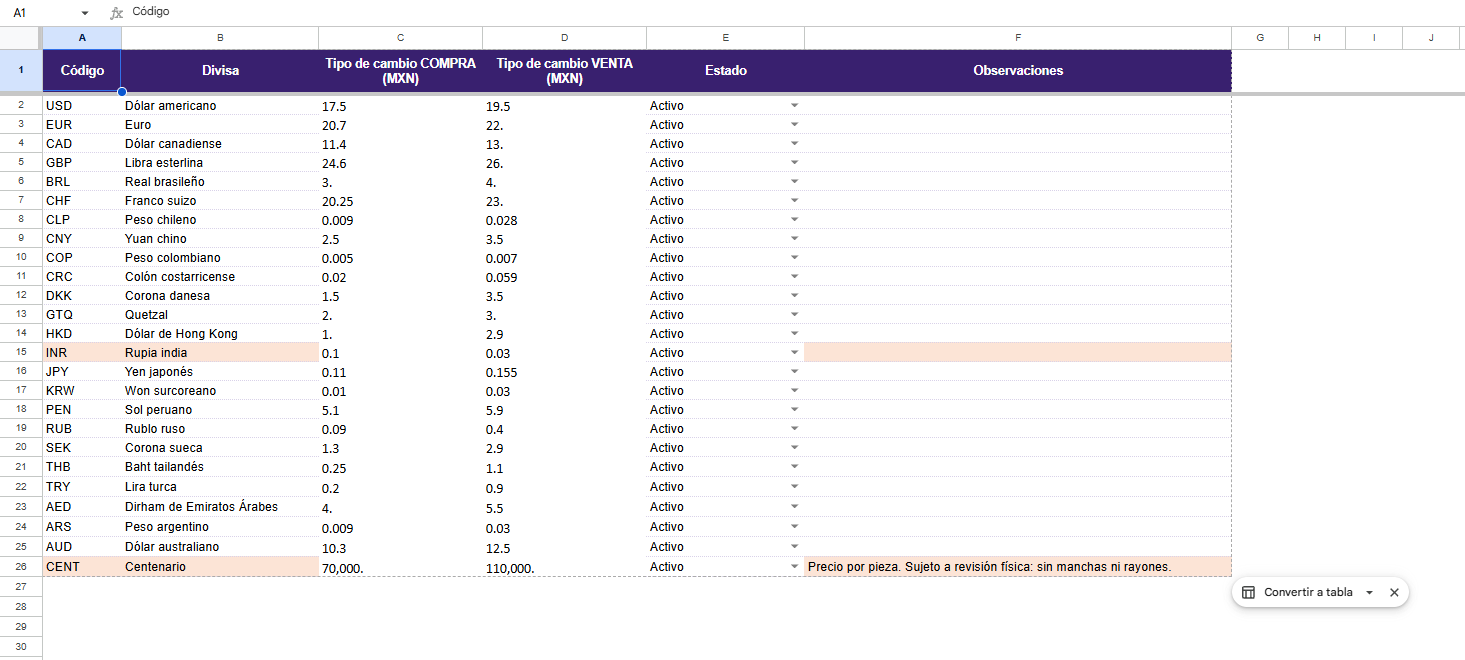 A1 fx Código
A B C D E F G H I J
1 Código Divisa Tipo de cambio COMPRA (MXN) Tipo de cambio VENTA (MXN) Estado Observaciones
2 USD Dólar americano 17.5 19.5 Activo
3 EUR Euro 20.7 22. Activo
4 CAD Dólar canadiense 11.4 13. Activo
5 GBP Libra esterlina 24.6 26. Activo
6 BRL Real brasileño 3. 4. Activo
7 CHF Franco suizo 20.25 23. Activo
8 CLP Peso chileno 0.009 0.028 Activo
9 CNY Yuan chino 2.5 3.5 Activo
10 COP Peso colombiano 0.005 0.007 Activo
11 CRC Colón costarricense 0.02 0.059 Activo
12 DKK Corona danesa 1.5 3.5 Activo
13 GTQ Quetzal 2. 3. Activo
14 HKD Dólar de Hong Kong 1. 2.9 Activo
15 INR Rupia india 0.1 0.03 Activo
16 JPY Yen japonés 0.11 0.155 Activo
17 KRW Won surcoreano 0.01 0.03 Activo
18 PEN Sol peruano 5.1 5.9 Activo
19 RUB Rublo ruso 0.09 0.4 Activo
20 SEK Corona sueca 1.3 2.9 Activo
21 THB Baht tailandés 0.25 1.1 Activo
22 TRY Lira turca 0.2 0.9 Activo
23 AED Dirham de Emiratos Árabes 4. 5.5 Activo
24 ARS Peso argentino 0.009 0.03 Activo
25 AUD Dólar australiano 10.3 12.5 Activo
26 CENT Centenario 70,000. 110,000. Activo Precio por pieza. Sujeto a revisión física: sin manchas ni rayones.
27
Convertir a tabla
28
29
30